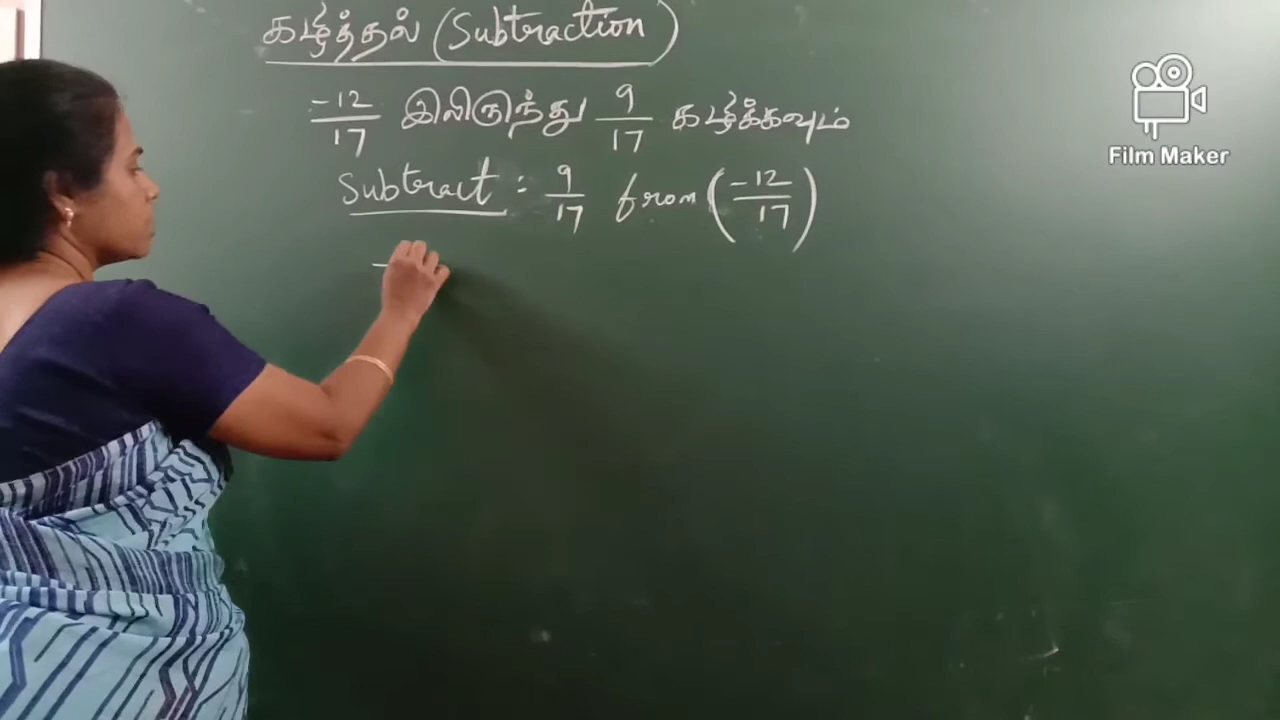 கழித்தல் (Subtraction)
-12/17 இலிருந்து 9/17 கழிக்கவும்
Subtract : 9/17 from (-12/17)
Film Maker